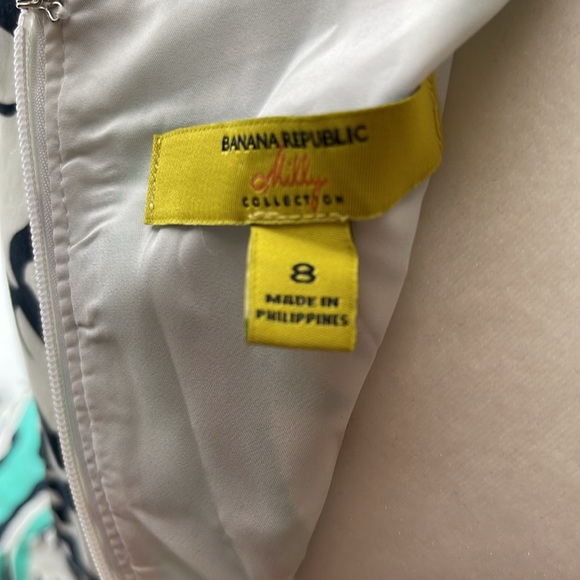 BANANA REPUBLIC
Milly
COLLECTION
8
MADE IN
PHILIPPINES